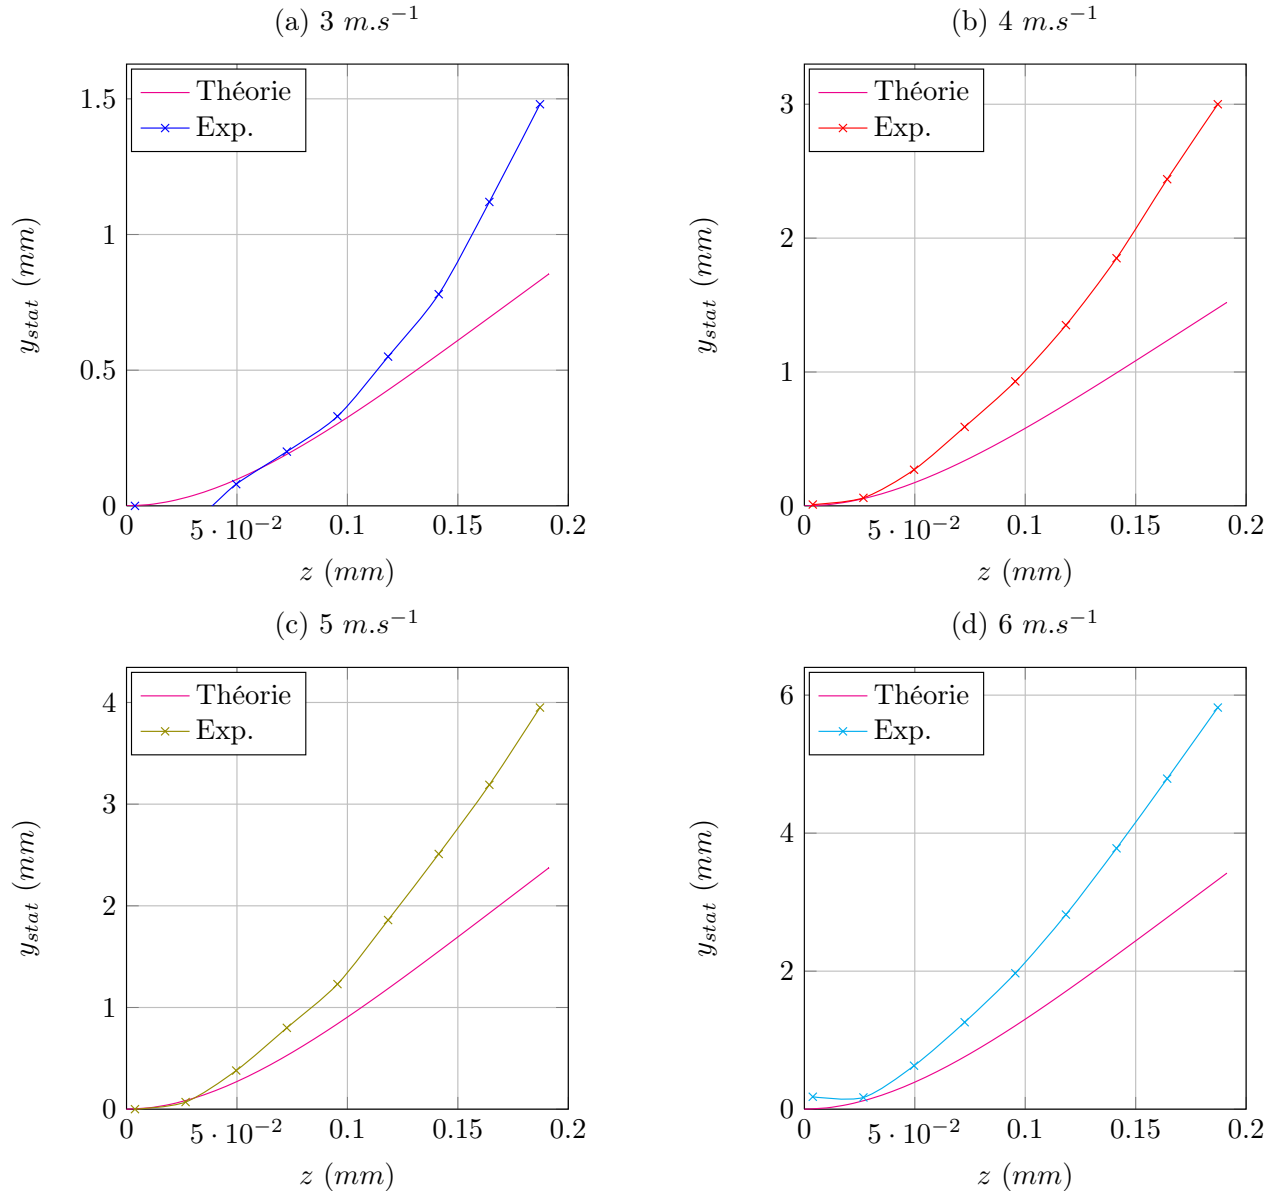 (a) 3 m.s⁻¹
Théorie
Exp.
1.5
1
0.5
0
0
5 · 10⁻²
0.1
0.15
0.2
y_stat (mm)
z (mm)
(b) 4 m.s⁻¹
Théorie
Exp.
3
2
1
0
0
5 · 10⁻²
0.1
0.15
0.2
y_stat (mm)
z (mm)
(c) 5 m.s⁻¹
Théorie
Exp.
4
3
2
1
0
0
5 · 10⁻²
0.1
0.15
0.2
y_stat (mm)
z (mm)
(d) 6 m.s⁻¹
Théorie
Exp.
6
4
2
0
0
5 · 10⁻²
0.1
0.15
0.2
y_stat (mm)
z (mm)